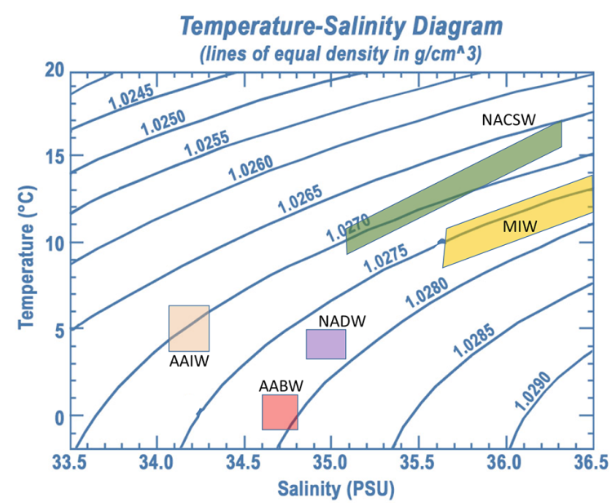 Temperature-Salinity Diagram
(lines of equal density in g/cm^3)
20
15
10
5
0
Temperature (°C)
1.0245
1.0250
1.0255
1.0260
1.0265
1.0270
1.0275
1.0280
1.0285
1.0290
NACSW
MIW
NADW
AAIW
AABW
33.5 34.0 34.5 35.0 35.5 36.0 36.5
Salinity (PSU)